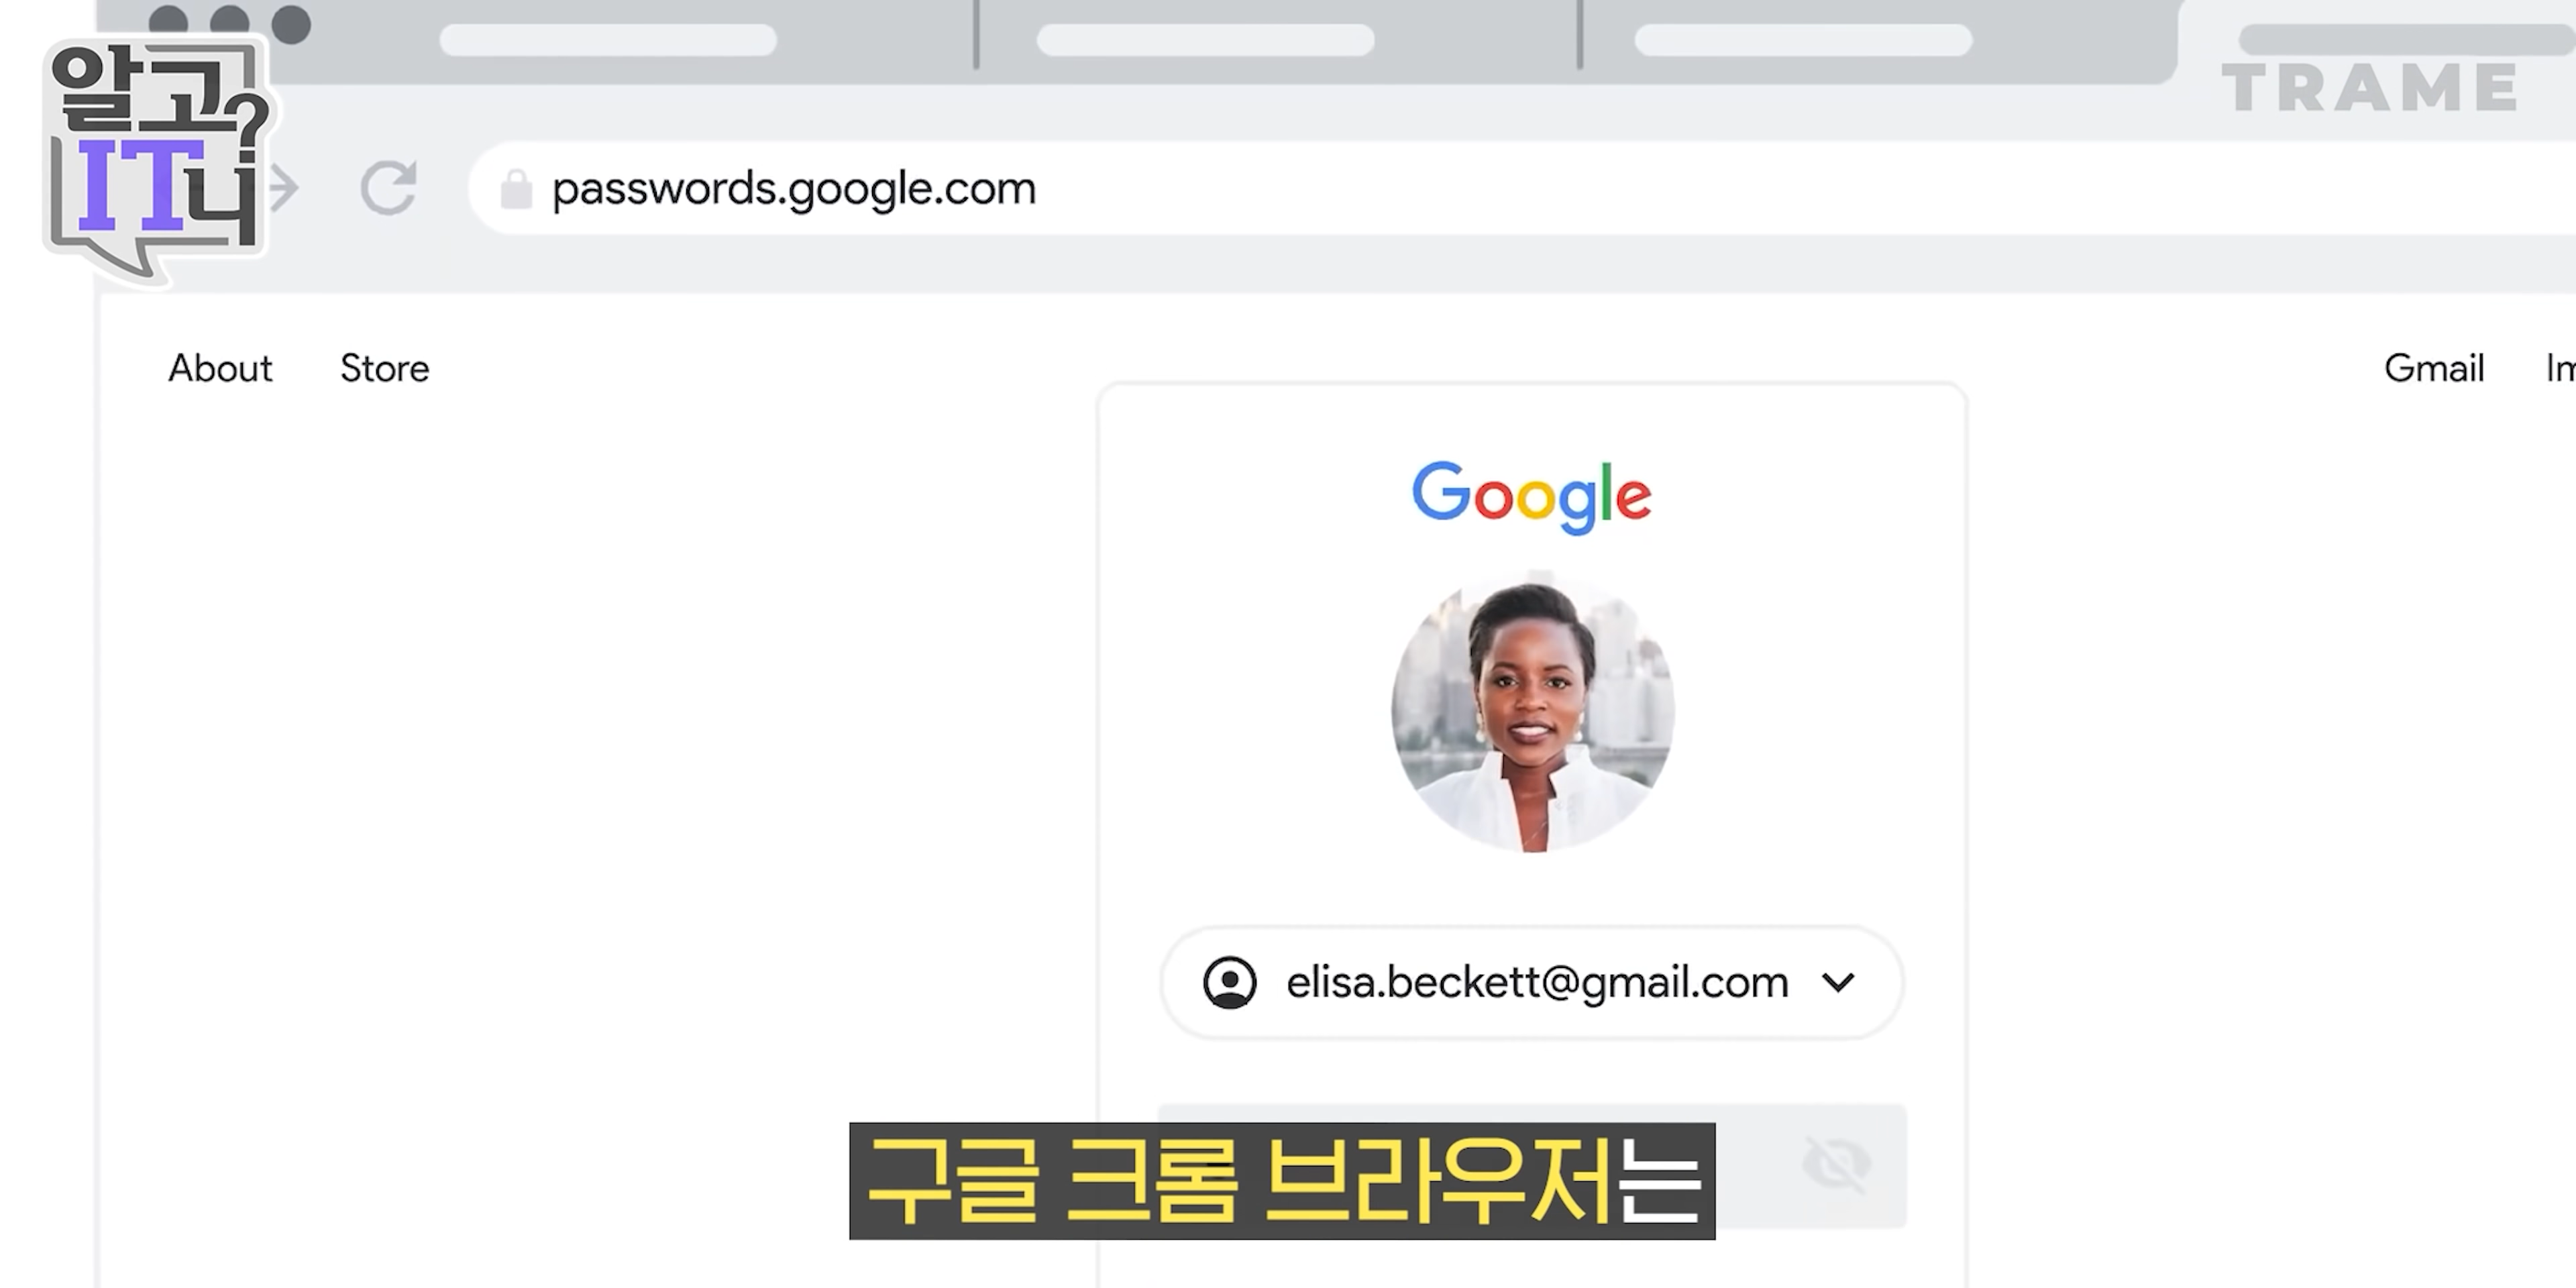 알고?
IT니
TRAME
passwords.google.com
About Store Gmail
Google
elisa.beckett@gmail.com
구글 크롬 브라우저는